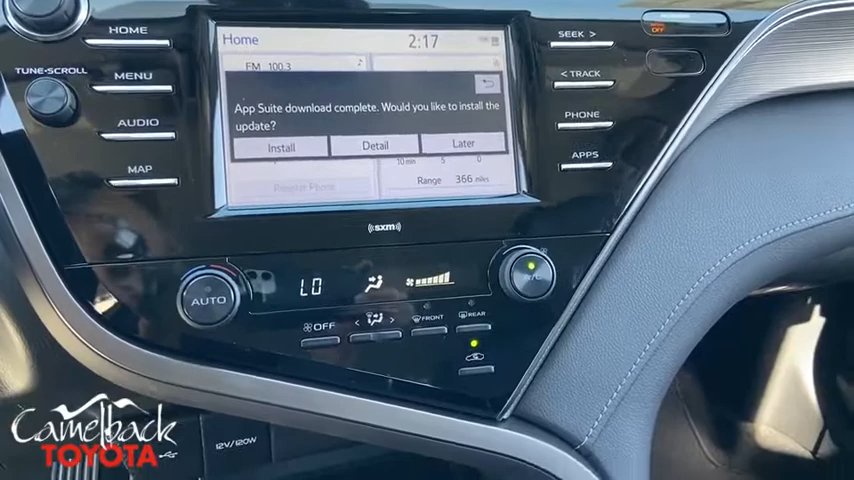 HOME
TUNE•SCROLL
MENU
AUDIO
MAP
Home
2:17
FM 100.3
App Suite download complete. Would you like to install the
update?
Install
Detail
Later
10 min
5
0
Register Phone
Range
366 miles
SEEK >
< TRACK
PHONE
APPS
OFF
sxm
AUTO
LO
A/C
OFF
<
>
FRONT
REAR
12V/120W
Camelback
TOYOTA